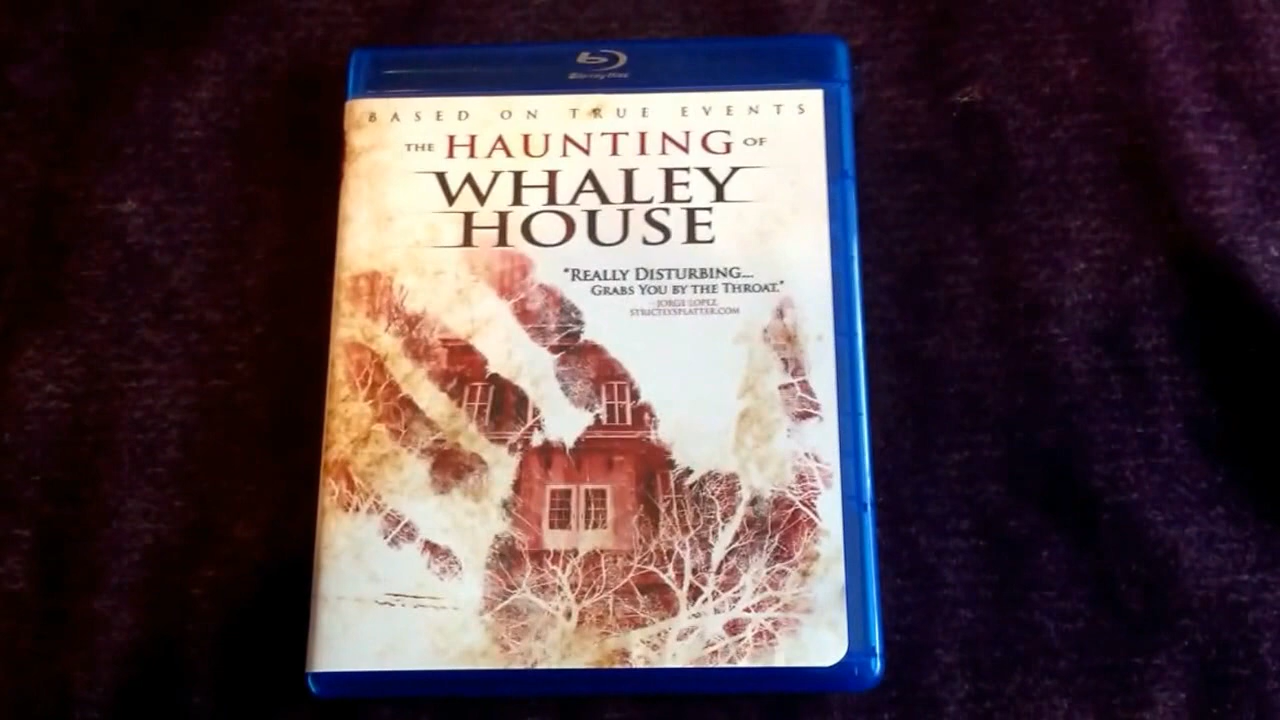 Blu-ray Disc
BASED ON TRUE EVENTS
THE HAUNTING OF
WHALEY
HOUSE
"REALLY DISTURBING...
GRABS YOU BY THE THROAT."
- JORGE LOPEZ
STRICTLYSPLATTER.COM